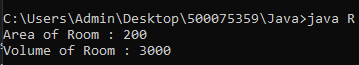 C:\Users\Admin\Desktop\500075359\Java>java R
Area of Room : 200
Volume of Room : 3000